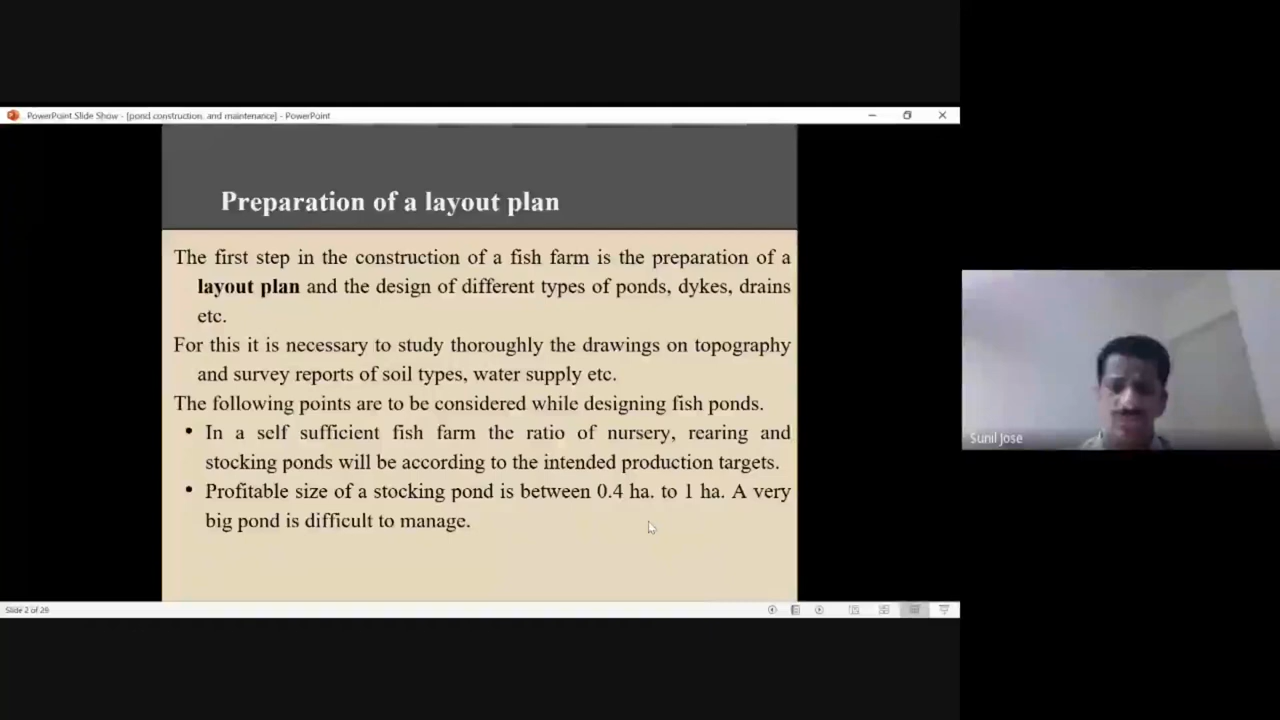 PowerPoint Slide Show - [pond construction and maintenance] - PowerPoint
Preparation of a layout plan
The first step in the construction of a fish farm is the preparation of a
layout plan and the design of different types of ponds, dykes, drains
etc.
For this it is necessary to study thoroughly the drawings on topography
and survey reports of soil types, water supply etc.
The following points are to be considered while designing fish ponds.
• In a self sufficient fish farm the ratio of nursery, rearing and
stocking ponds will be according to the intended production targets.
• Profitable size of a stocking pond is between 0.4 ha. to 1 ha. A very
big pond is difficult to manage.
Slide 2 of 29
Sunil Jose